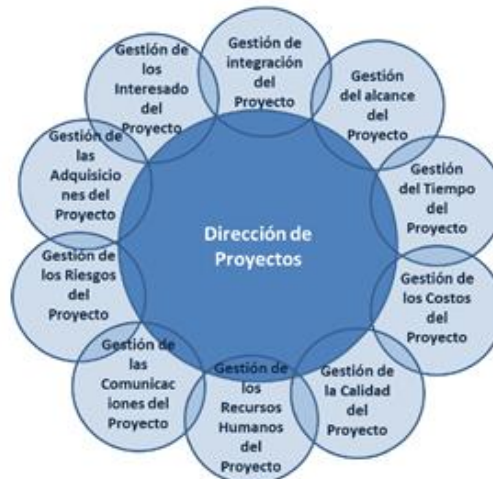 Dirección de
Proyectos
Gestión de
integración
del
Proyecto
Gestión
del alcance
del
Proyecto
Gestión
del Tiempo
del
Proyecto
Gestión de
los Costos
del
Proyecto
Gestión de
la Calidad
del
Proyecto
Gestión de
los
Recursos
Humanos
del
Proyecto
Gestión de
las
Comunicac
iones del
Proyecto
Gestión de
los Riesgos
del
Proyecto
Gestión de
las
Adquisicio
nes del
Proyecto
Gestión de
los
Interesado
del
Proyecto